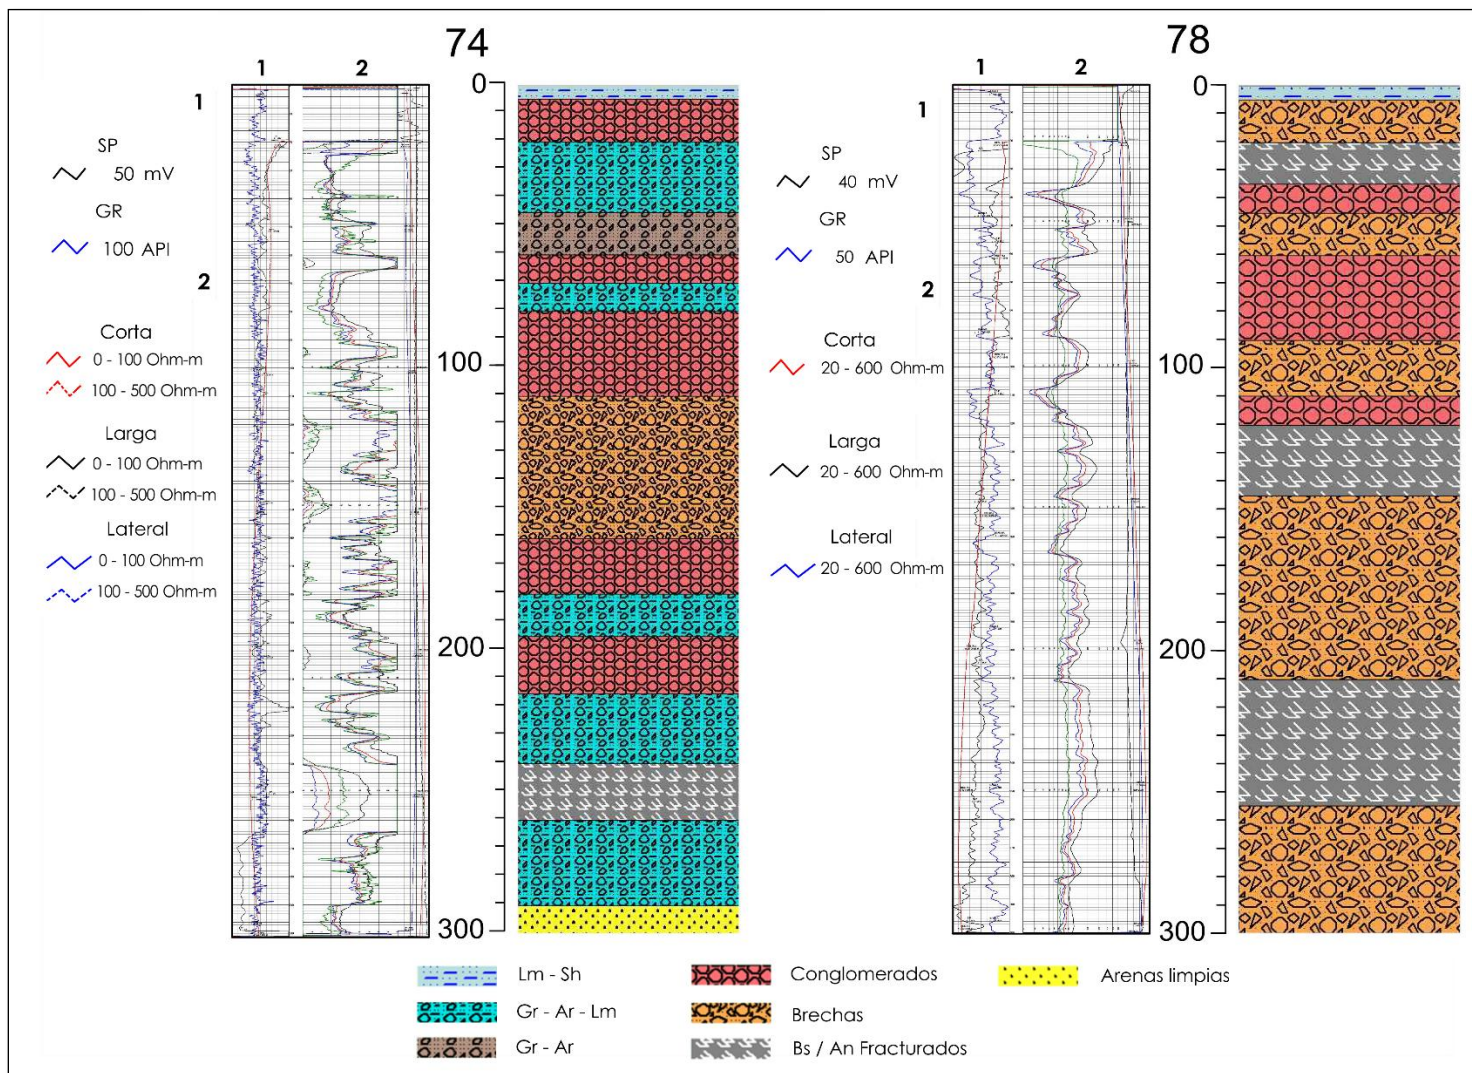 74
1 2
1
SP
50 mV
GR
100 API
2
Corta
0 - 100 Ohm-m
100 - 500 Ohm-m
Larga
0 - 100 Ohm-m
100 - 500 Ohm-m
Lateral
0 - 100 Ohm-m
100 - 500 Ohm-m
0
100
200
300
78
1 2
1
SP
40 mV
GR
50 API
2
Corta
20 - 600 Ohm-m
Larga
20 - 600 Ohm-m
Lateral
20 - 600 Ohm-m
0
100
200
300
Lm - Sh
Conglomerados
Arenas limpias
Gr - Ar - Lm
Brechas
Gr - Ar
Bs / An Fracturados